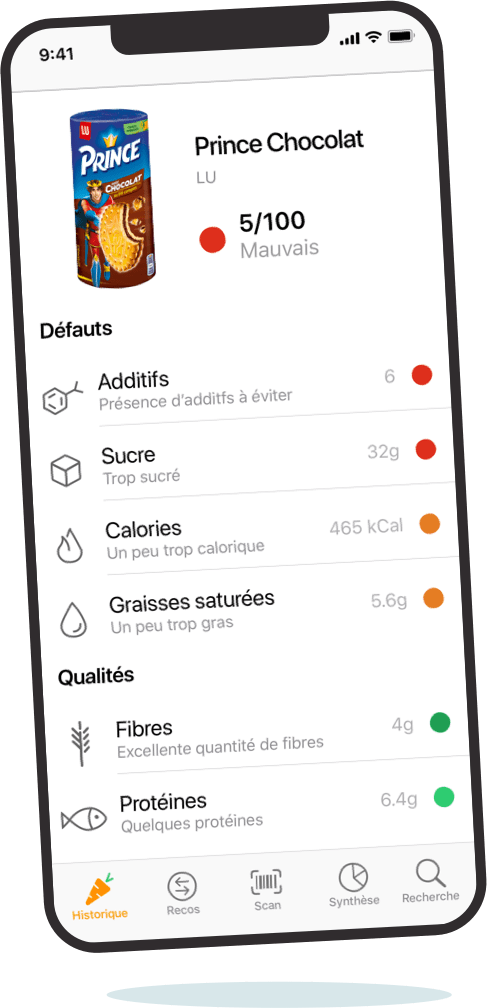 9:41
LU
PRINCE
CHOCOLAT
Prince Chocolat
LU
5/100
Mauvais
Défauts
Additifs
6
Présence d'additfs à éviter
Sucre
32g
Trop sucré
Calories
465 kCal
Un peu trop calorique
Graisses saturées
5.6g
Un peu trop gras
Qualités
Fibres
4g
Excellente quantité de fibres
Protéines
6.4g
Quelques protéines
Historique
Recos
Scan
Synthèse
Recherche